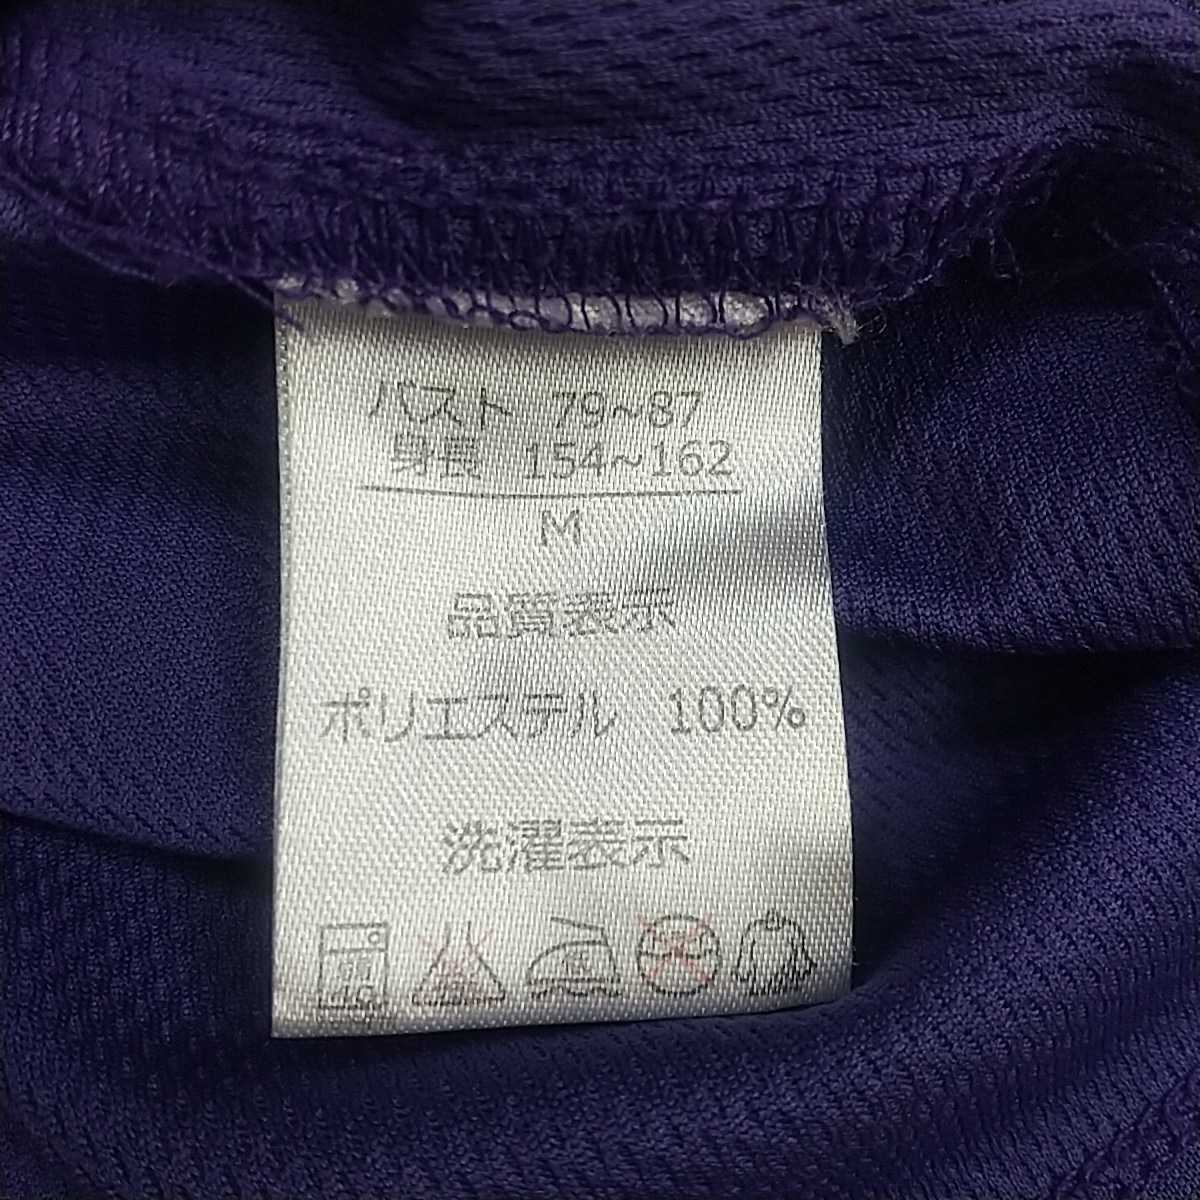 バスト 79~87
身長 154~162
M
品質表示
ポリエステル 100%
洗濯表示